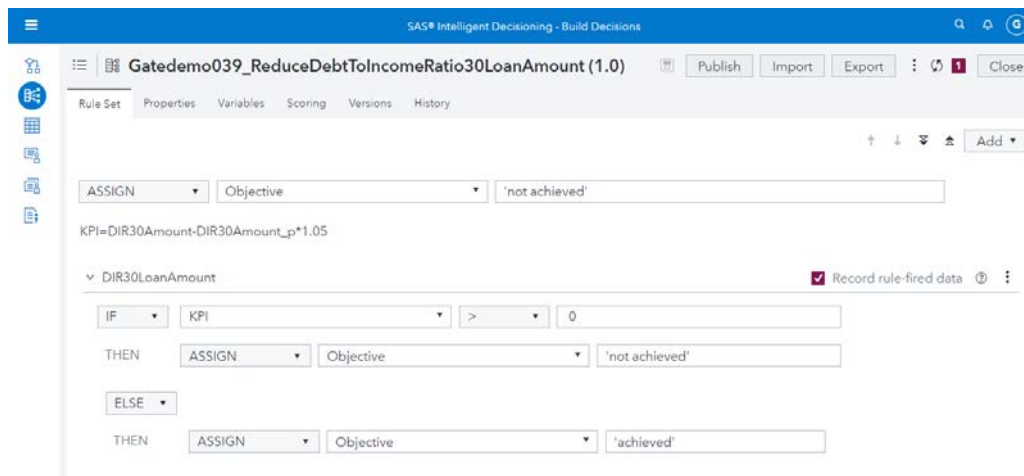 SAS® Intelligent Decisioning - Build Decisions
G
Gatedemo039_ReduceDebtToIncomeRatio30LoanAmount (1.0) Publish Import Export 1 Close
Rule Set Properties Variables Scoring Versions History
Add
ASSIGN Objective 'not achieved'
KPI=DIR30Amount-DIR30Amount_p*1.05
DIR30LoanAmount Record rule-fired data
IF KPI > 0
THEN ASSIGN Objective 'not achieved'
ELSE
THEN ASSIGN Objective 'achieved'